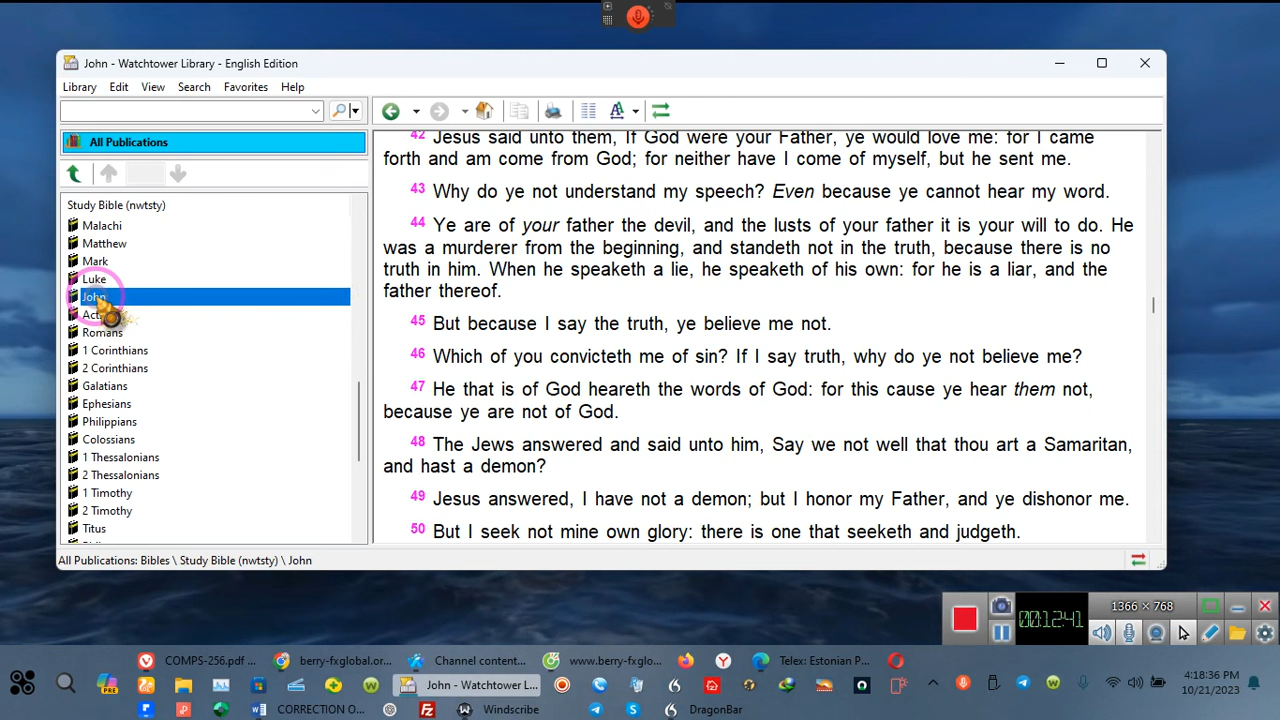 John - Watchtower Library - English Edition
Library Edit View Search Favorites Help
All Publications
Study Bible (nwtsty)
Malachi
Matthew
Mark
Luke
John
Acts
Romans
1 Corinthians
2 Corinthians
Galatians
Ephesians
Philippians
Colossians
1 Thessalonians
2 Thessalonians
1 Timothy
2 Timothy
Titus
42 Jesus said unto them, If God were your Father, ye would love me: for I came
forth and am come from God; for neither have I come of myself, but he sent me.
43 Why do ye not understand my speech? Even because ye cannot hear my word.
44 Ye are of your father the devil, and the lusts of your father it is your will to do. He
was a murderer from the beginning, and standeth not in the truth, because there is no
truth in him. When he speaketh a lie, he speaketh of his own: for he is a liar, and the
father thereof.
45 But because I say the truth, ye believe me not.
46 Which of you convicteth me of sin? If I say truth, why do ye not believe me?
47 He that is of God heareth the words of God: for this cause ye hear them not,
because ye are not of God.
48 The Jews answered and said unto him, Say we not well that thou art a Samaritan,
and hast a demon?
49 Jesus answered, I have not a demon; but I honor my Father, and ye dishonor me.
50 But I seek not mine own glory: there is one that seeketh and judgeth.
All Publications: Bibles \ Study Bible (nwtsty) \ John
00:12:41
1366 × 768
COMPS-256.pdf ... berry-fxglobal.or... Channel content... www.berry-fxglo... Telex: Estonian P...
PRE John - Watchtower L... 4:18:36 PM
10/21/2023
CORRECTION O... Windscribe DragonBar